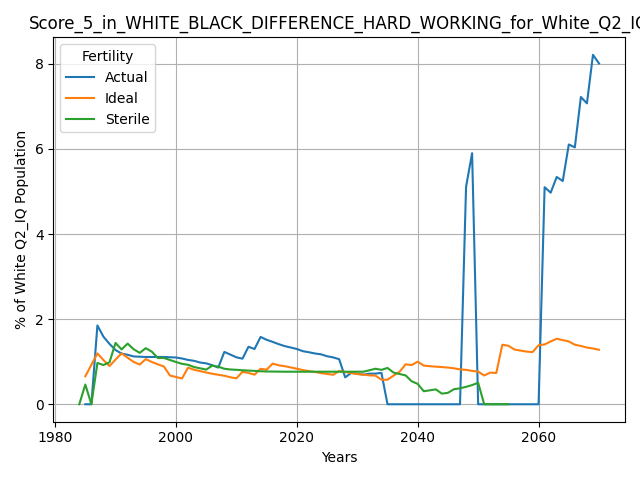 Score_5_in_WHITE_BLACK_DIFFERENCE_HARD_WORKING_for_White_Q2_IQ
Fertility
Actual
Ideal
Sterile
% of White Q2_IQ Population
8
6
4
2
0
1980
2000
2020
2040
2060
Years